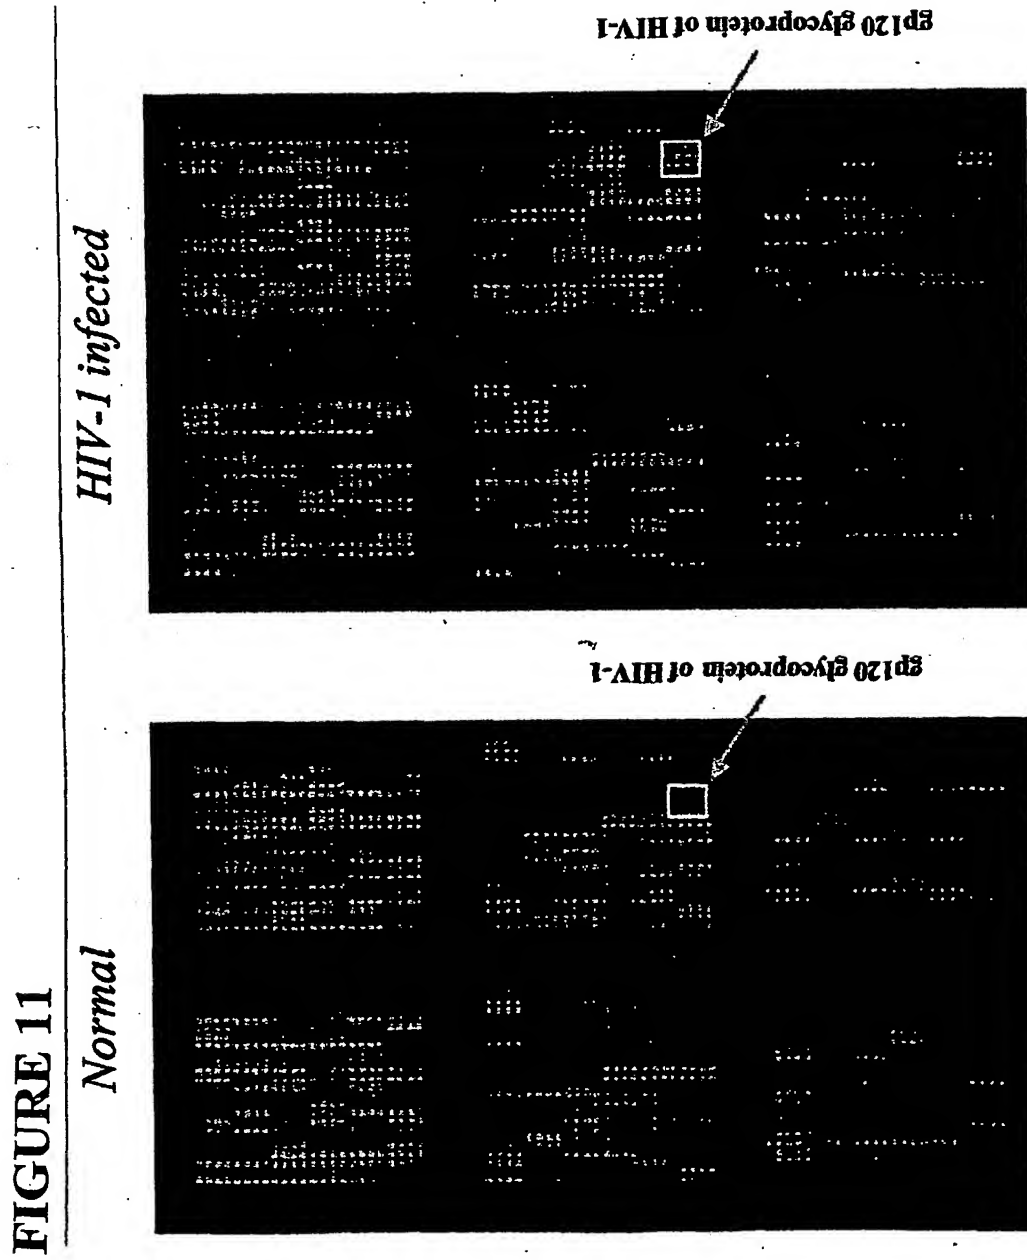 FIGURE 11
Normal
HIV-1 infected
gp120 glycoprotein of HIV-1
gp120 glycoprotein of HIV-1